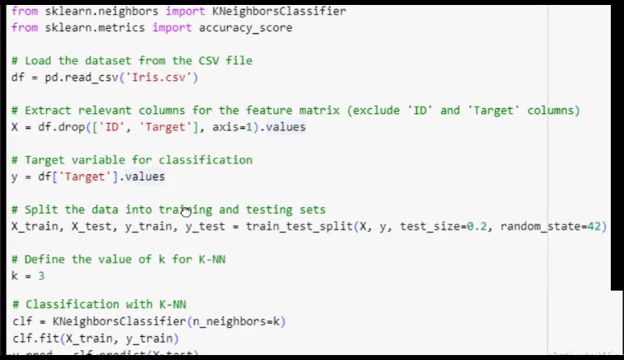 from sklearn.neighbors import KNeighborsClassifier
from sklearn.metrics import accuracy_score
# Load the dataset from the CSV file
df = pd.read_csv('Iris.csv')
# Extract relevant columns for the feature matrix (exclude 'ID' and 'Target' columns)
X = df.drop(['ID', 'Target'], axis=1).values
# Target variable for classification
y = df['Target'].values
# Split the data into training and testing sets
X_train, X_test, y_train, y_test = train_test_split(X, y, test_size=0.2, random_state=42)
# Define the value of k for K-NN
k = 3
# Classification with K-NN
clf = KNeighborsClassifier(n_neighbors=k)
clf.fit(X_train, y_train)
y_pred = clf.predict(X_test)